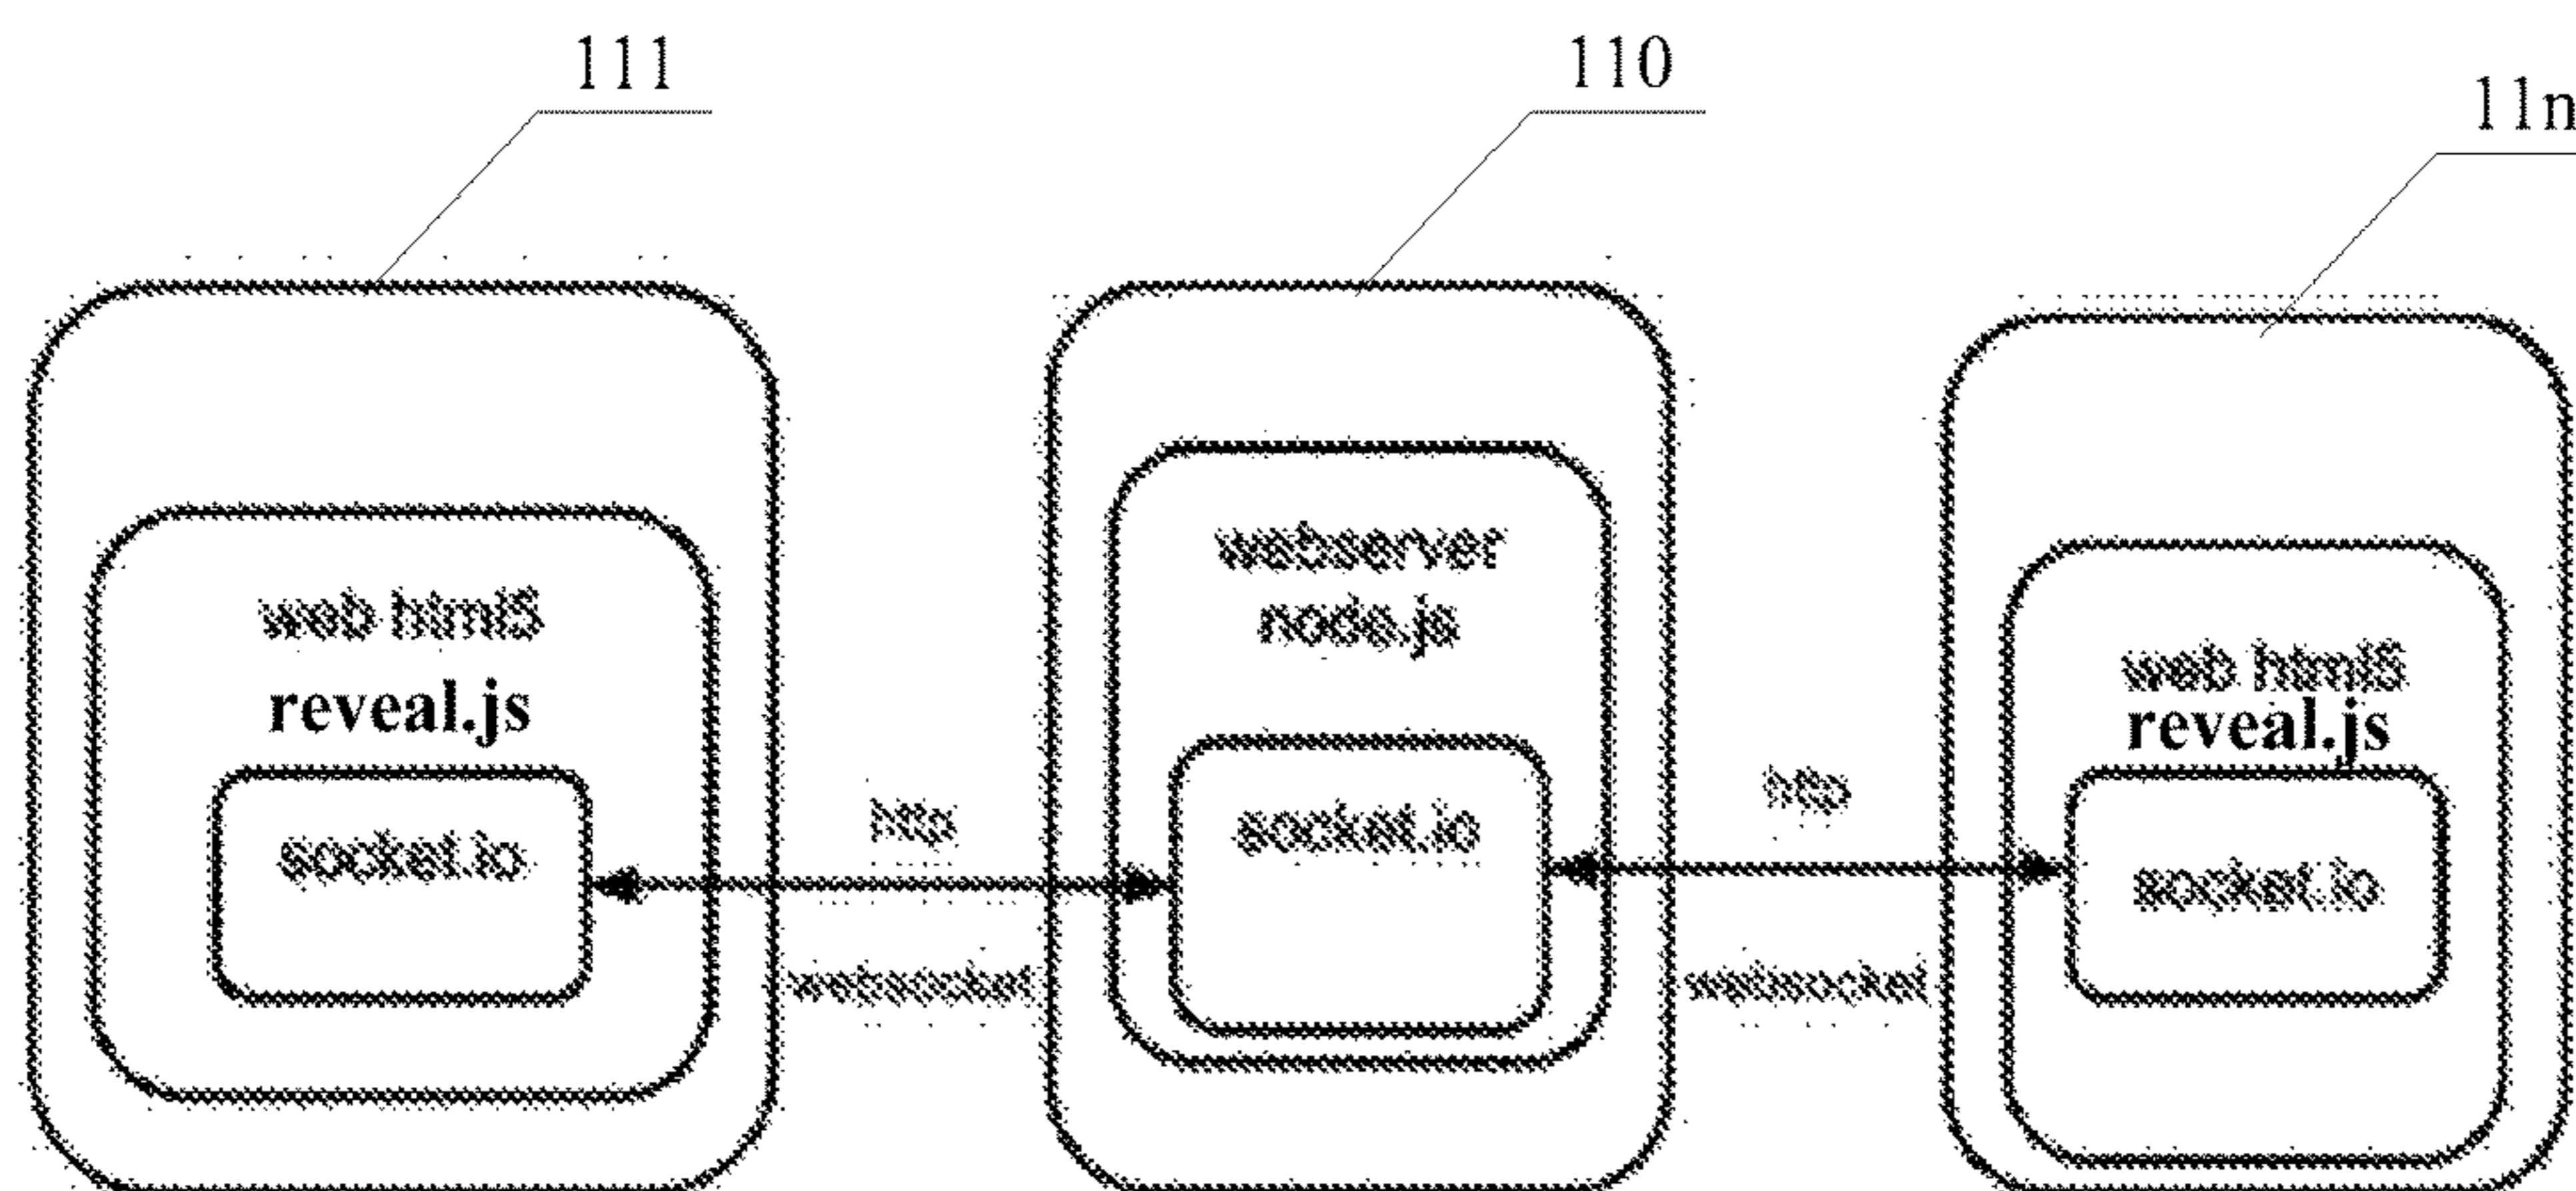 111
110
11n
web html5
reveal.js
socket.io
http
websocket
webserver
node.js
socket.io
http
websocket
web html5
reveal.js
socket.io